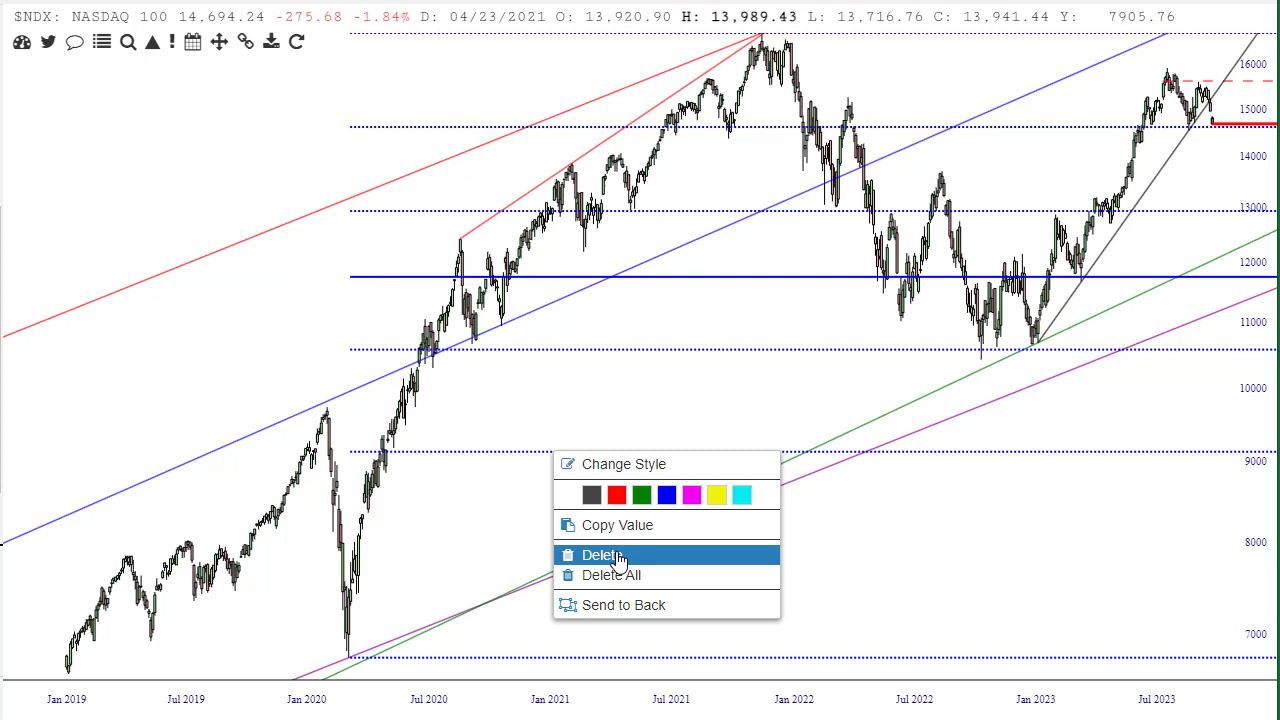 $NDX: NASDAQ 100 14,694.24 -275.68 -1.84% D: 04/23/2021 O: 13,920.90 H: 13,989.43 L: 13,716.76 C: 13,941.44 Y: 7905.76
16000
15000
14000
13000
12000
11000
10000
9000
8000
7000
Change Style
Copy Value
Delete
Delete All
Send to Back
Jan 2019 Jul 2019 Jan 2020 Jul 2020 Jan 2021 Jul 2021 Jan 2022 Jul 2022 Jan 2023 Jul 2023